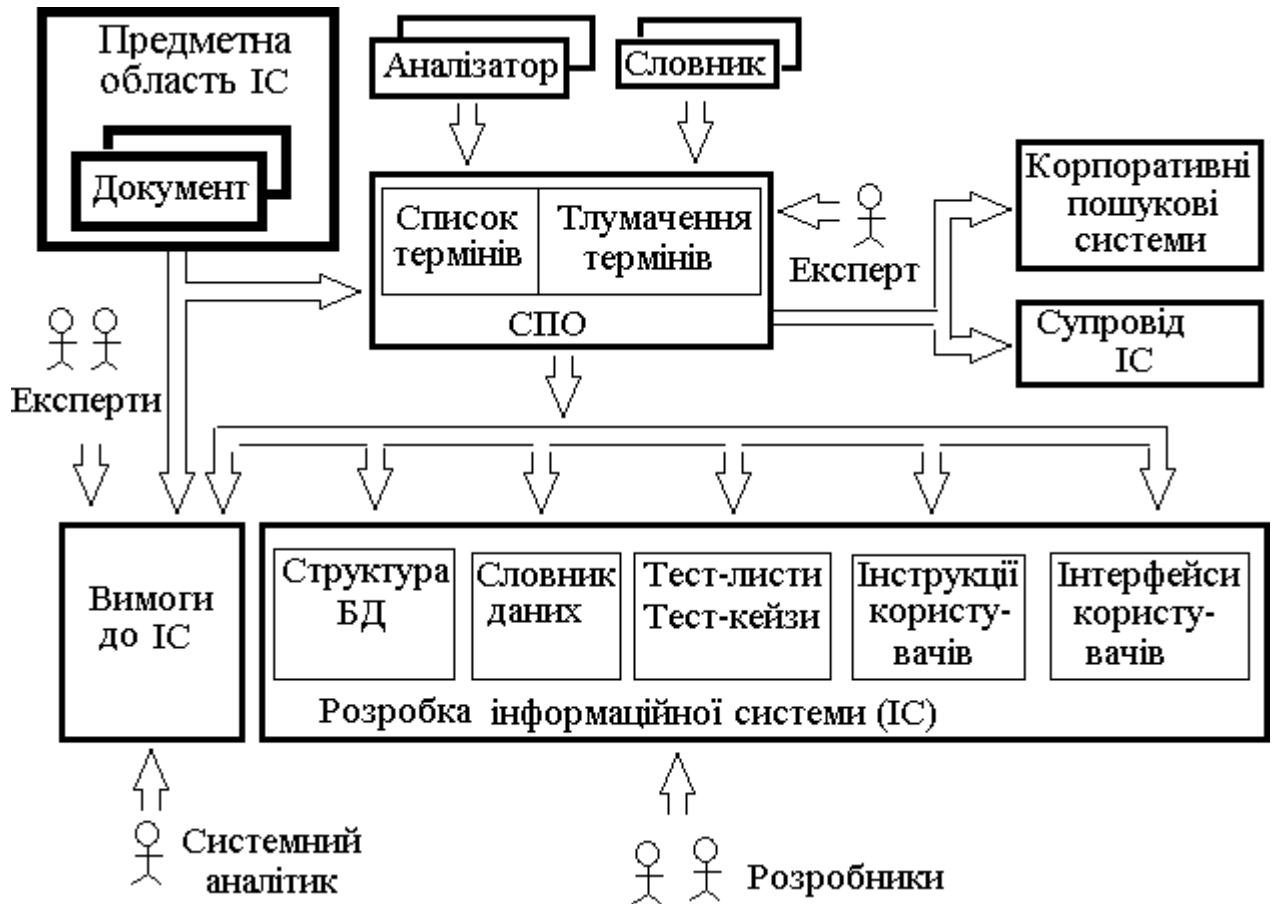 Предметна
область ІС
Документ
Аналізатор
Словник
Список
термінів
Тлумачення
термінів
СПО
Експерт
Корпоративні
пошукові
системи
Супровід
ІС
Експерти
Вимоги
до ІС
Структура
БД
Словник
даних
Тест-листи
Тест-кейзи
Інструкції
користу-
вачів
Інтерфейси
користу-
вачів
Розробка інформаційної системи (ІС)
Системний
аналітик
Розробники